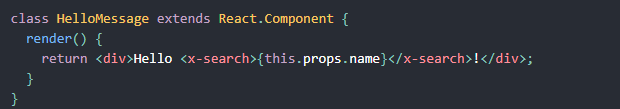 class HelloMessage extends React.Component {
  render() {
    return <div>Hello <x-search>{this.props.name}</x-search>!</div>;
  }
}